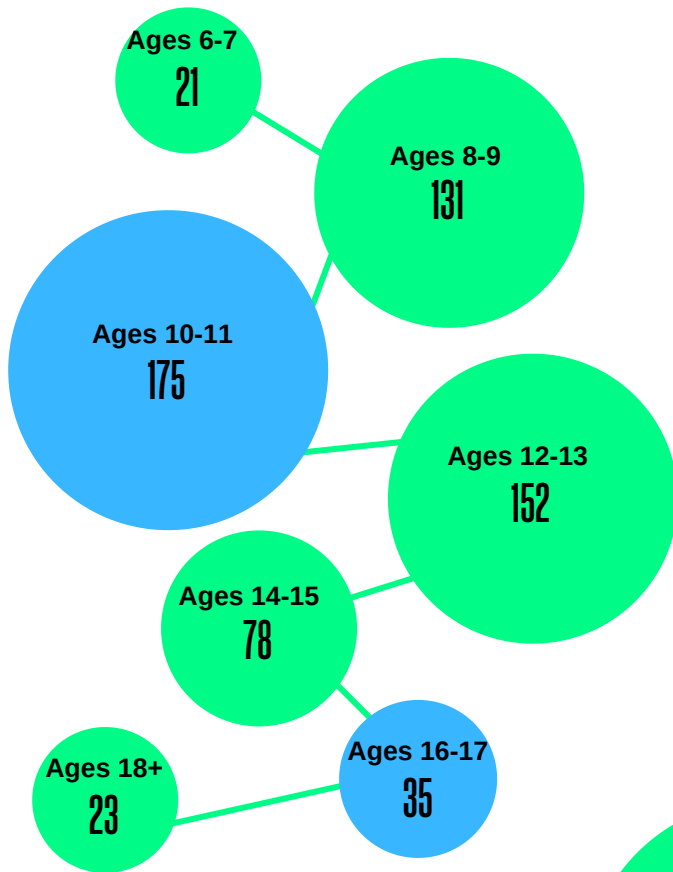 Ages 6-7
21
Ages 8-9
131
Ages 10-11
175
Ages 12-13
152
Ages 14-15
78
Ages 16-17
35
Ages 18+
23